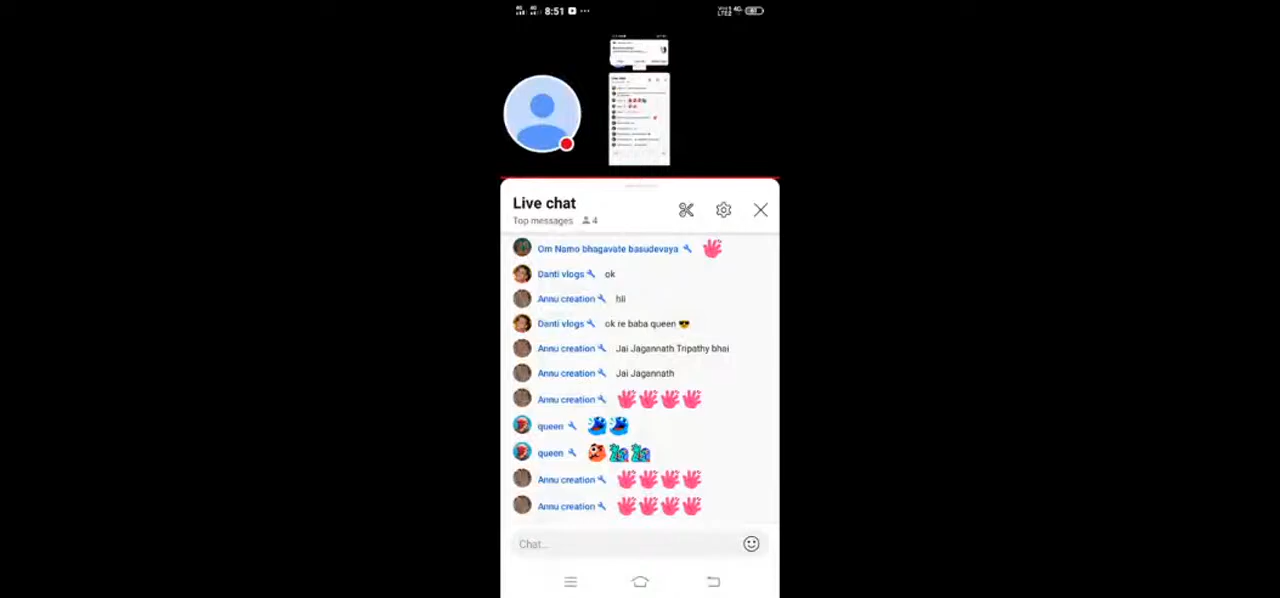 8:51
Live chat
Top messages 4
Om Namo bhagavate basudevaya
Danti vlogs ok
Annu creation hli
Danti vlogs ok re baba queen 😎
Annu creation Jai Jagannath Tripathy bhai
Annu creation Jai Jagannath
Annu creation
queen
queen
Annu creation
Annu creation
Chat...